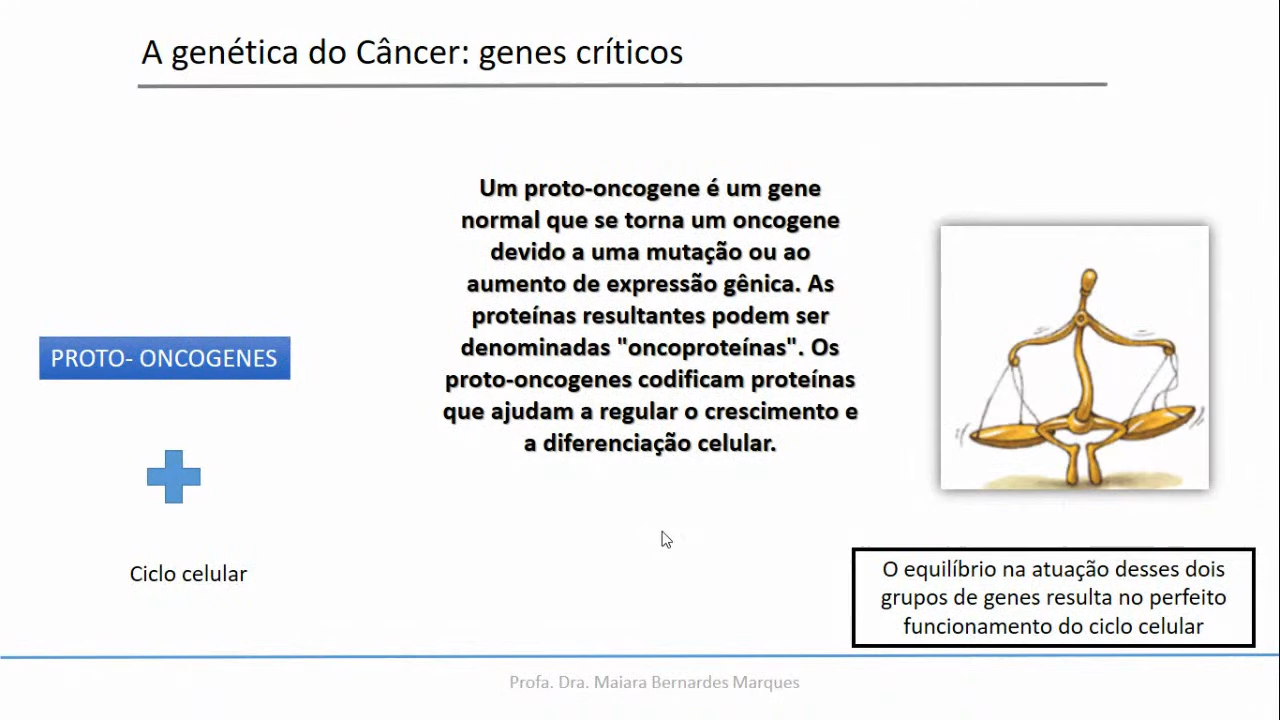 A genética do Câncer: genes críticos
Um proto-oncogene é um gene
normal que se torna um oncogene
devido a uma mutação ou ao
aumento de expressão gênica. As
proteínas resultantes podem ser
denominadas "oncoproteínas". Os
proto-oncogenes codificam proteínas
que ajudam a regular o crescimento e
a diferenciação celular.
PROTO- ONCOGENES
Ciclo celular
O equilíbrio na atuação desses dois
grupos de genes resulta no perfeito
funcionamento do ciclo celular
Profa. Dra. Maiara Bernardes Marques